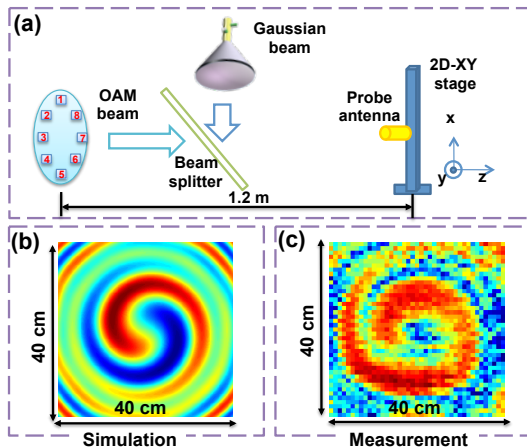 (a)
Gaussian
beam
2D-XY
stage
OAM
beam
Probe
antenna
1
2
8
3
7
4
6
5
Beam
splitter
x
y
z
1.2 m
(b)
(c)
40 cm
40 cm
Simulation
40 cm
40 cm
Measurement